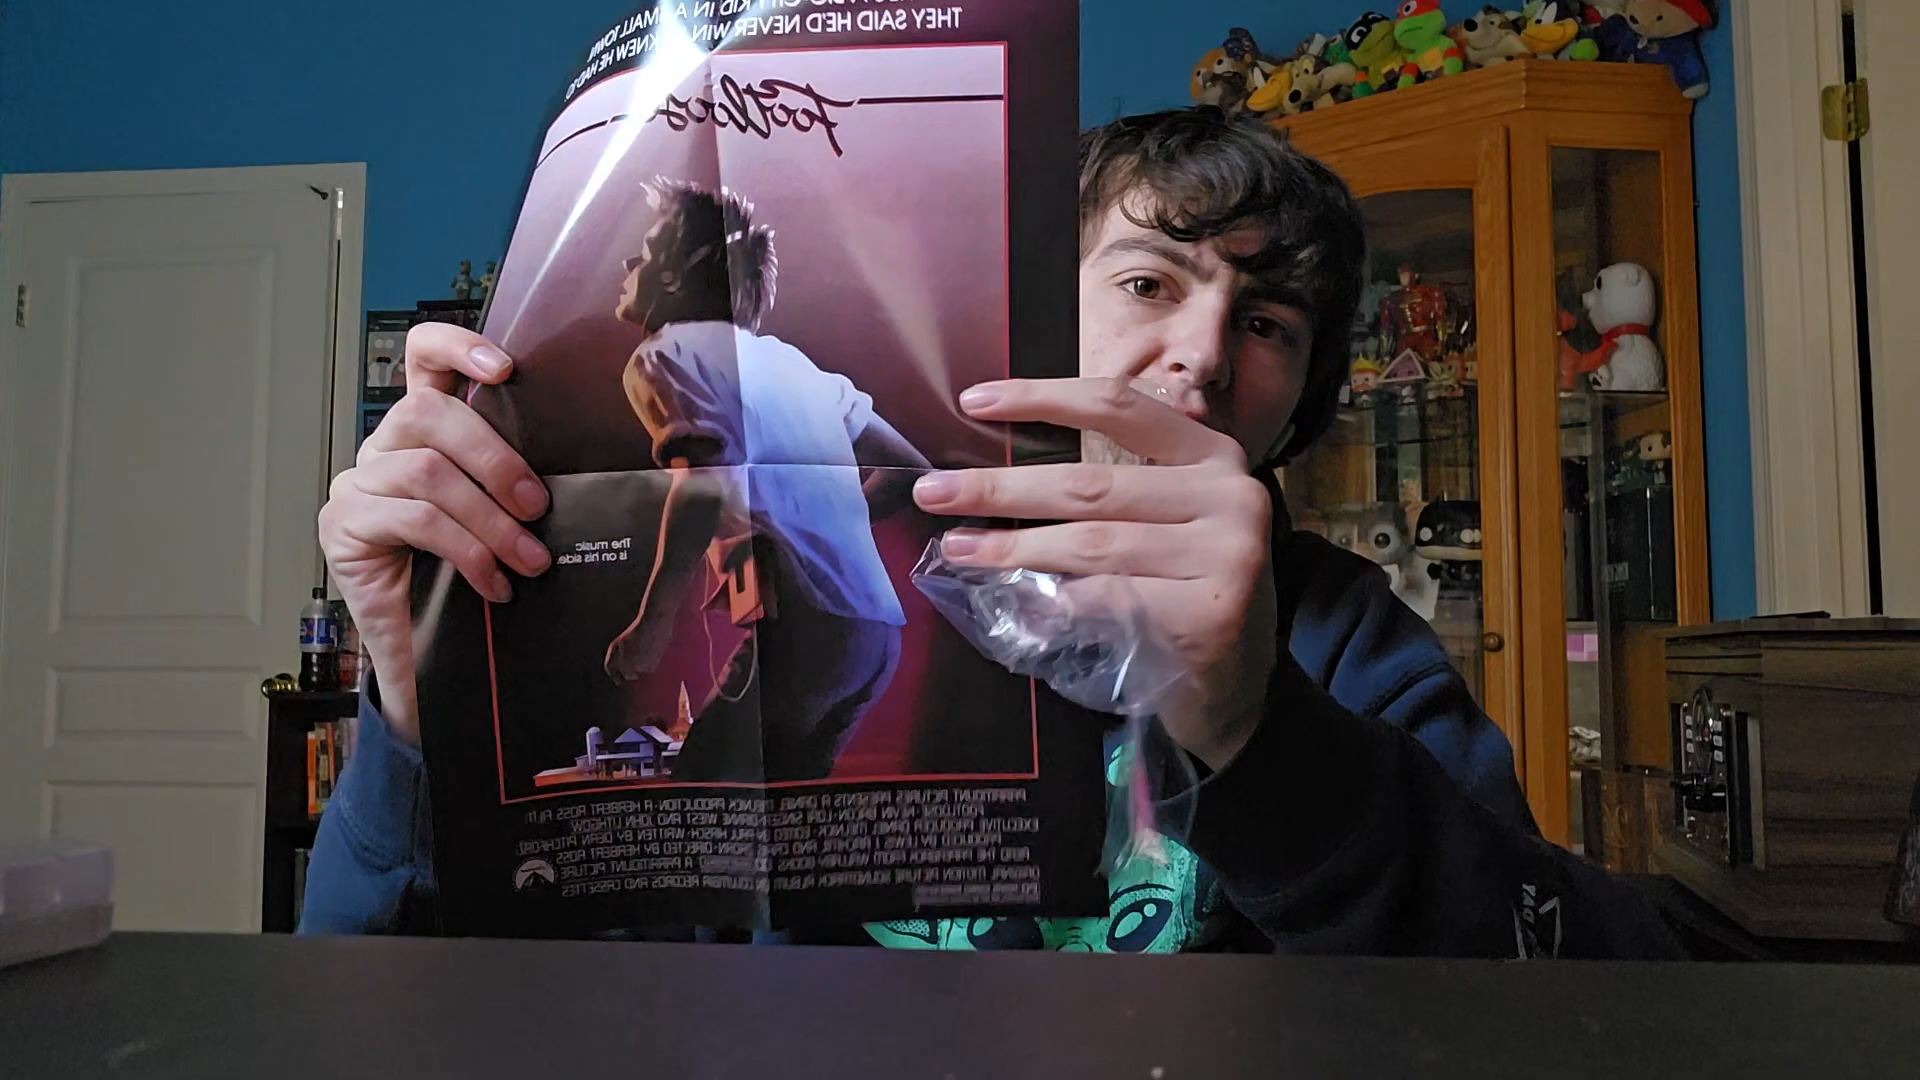 CITY KID IN A SMALL TOWN.
THEY SAID HE'D NEVER WIN. KNEW HE HAD TO.
Footloose
The music
is on his side.
PARAMOUNT PICTURES PRESENTS A DANIEL MELNICK PRODUCTION · A HERBERT ROSS FILM
FOOTLOOSE · KEVIN BACON · LORI SINGER · DIANNE WEST AND JOHN LITHGOW
EXECUTIVE PRODUCER DANIEL MELNICK · EDITED BY PAUL HIRSCH · WRITTEN BY DEAN PITCHFORD
PRODUCED BY LEWIS J. RACHMIL AND CRAIG ZADAN · DIRECTED BY HERBERT ROSS
READ THE PAPERBACK FROM WALLABY BOOKS A PARAMOUNT PICTURE
ORIGINAL MOTION PICTURE SOUNDTRACK ALBUM ON COLUMBIA RECORDS AND CASSETTES